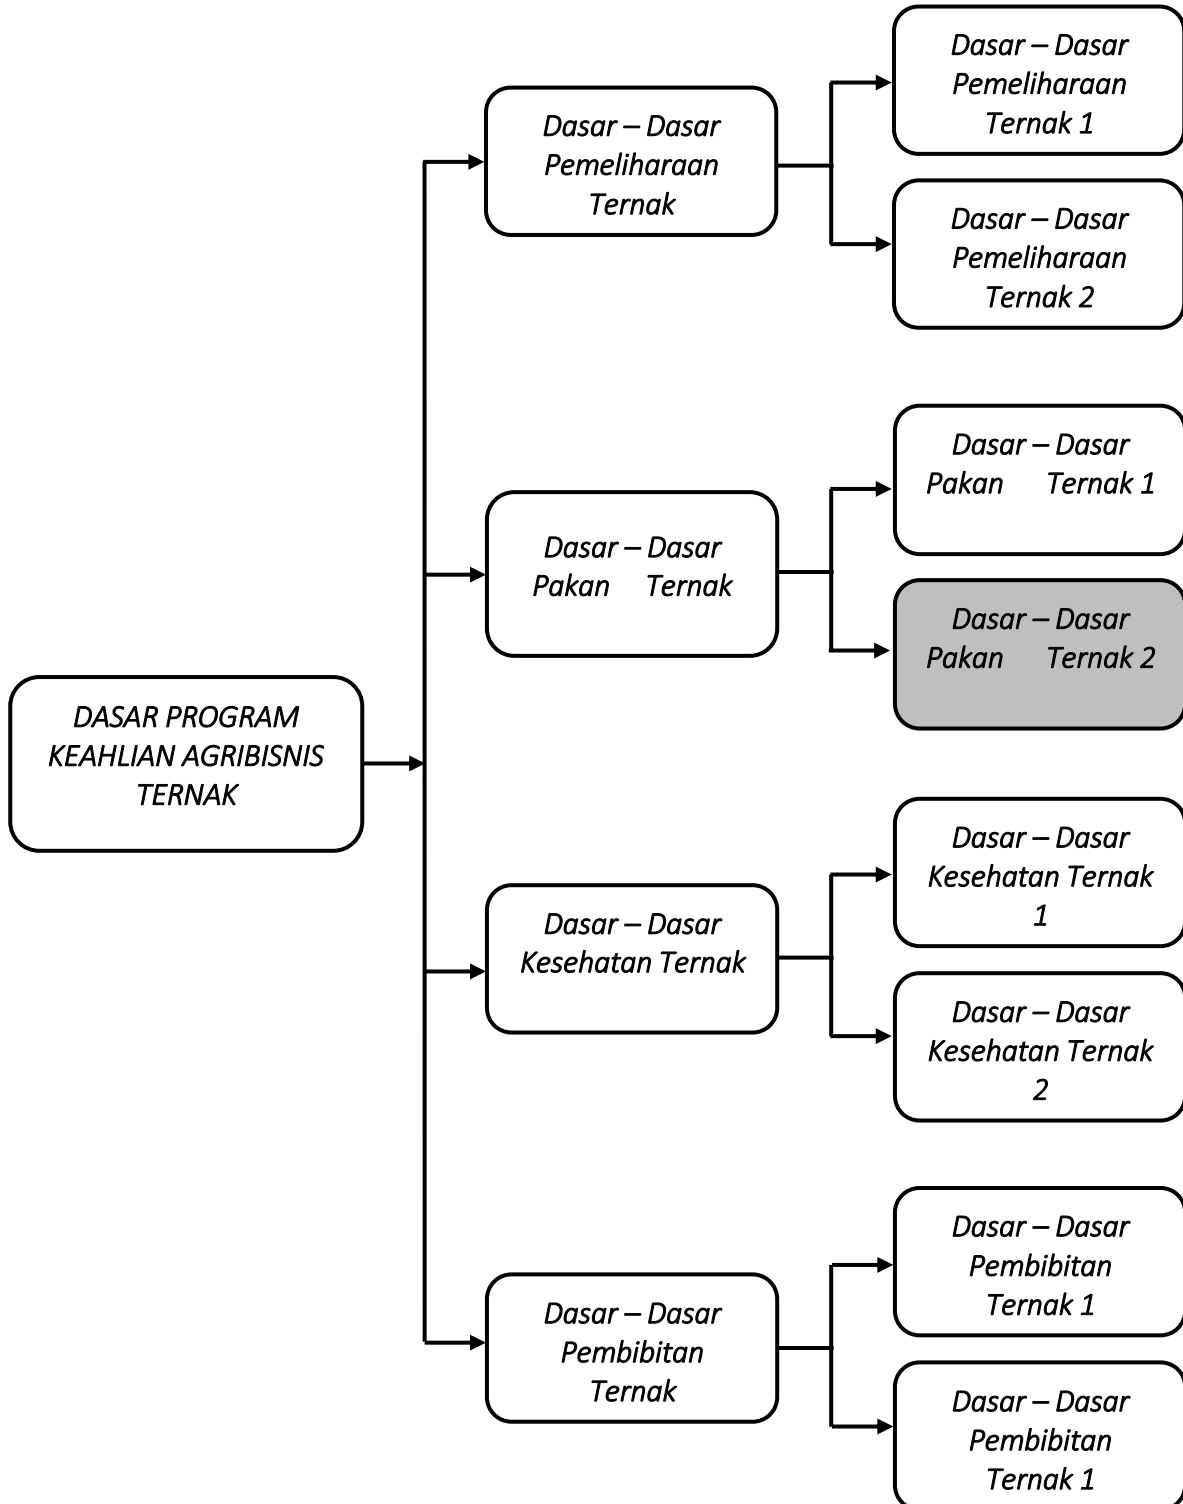 Dasar – Dasar
Pemeliharaan
Ternak 1
Dasar – Dasar
Pemeliharaan
Ternak
Dasar – Dasar
Pemeliharaan
Ternak 2
Dasar – Dasar
Pakan Ternak 1
Dasar – Dasar
Pakan Ternak
Dasar – Dasar
Pakan Ternak 2
DASAR PROGRAM
KEAHLIAN AGRIBISNIS
TERNAK
Dasar – Dasar
Kesehatan Ternak
1
Dasar – Dasar
Kesehatan Ternak
Dasar – Dasar
Kesehatan Ternak
2
Dasar – Dasar
Pembibitan
Ternak 1
Dasar – Dasar
Pembibitan
Ternak
Dasar – Dasar
Pembibitan
Ternak 1